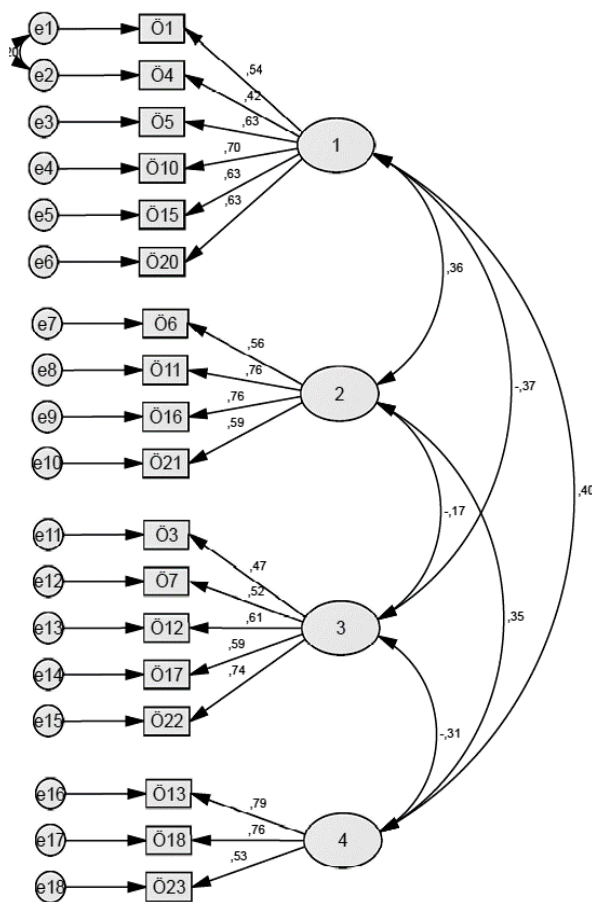 e1 Ö1
e2 Ö4
,54
,42
e3 Ö5
,63
1
e4 Ö10
,70
e5 Ö15
,63
e6 Ö20
,63
,36
e7 Ö6
,56
e8 Ö11
,76
-,37
2
e9 Ö16
,76
e10 Ö21
,59
,40
-,17
e11 Ö3
,47
e12 Ö7
,52
e13 Ö12
,61
3
,35
e14 Ö17
,59
e15 Ö22
,74
-,31
e16 Ö13
,79
e17 Ö18
,76
4
e18 Ö23
,53